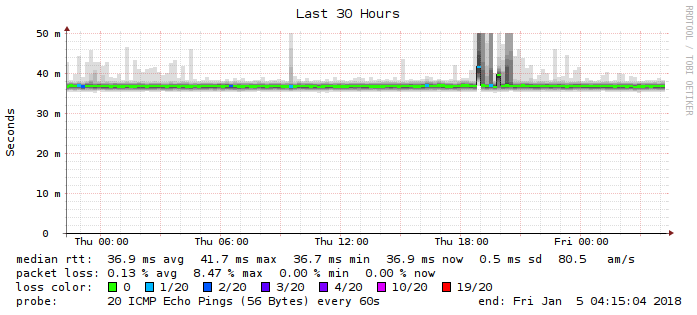 Last 30 Hours
RRDTOOL / TOBI OETIKER
Seconds
50 m
40 m
30 m
20 m
10 m
0
Thu 00:00 Thu 06:00 Thu 12:00 Thu 18:00 Fri 00:00
median rtt: 36.9 ms avg 41.7 ms max 36.7 ms min 36.9 ms now 0.5 ms sd 80.5 am/s
packet loss: 0.13 % avg 8.47 % max 0.00 % min 0.00 % now
loss color: 0 1/20 2/20 3/20 4/20 10/20 19/20
probe: 20 ICMP Echo Pings (56 Bytes) every 60s end: Fri Jan 5 04:15:04 2018